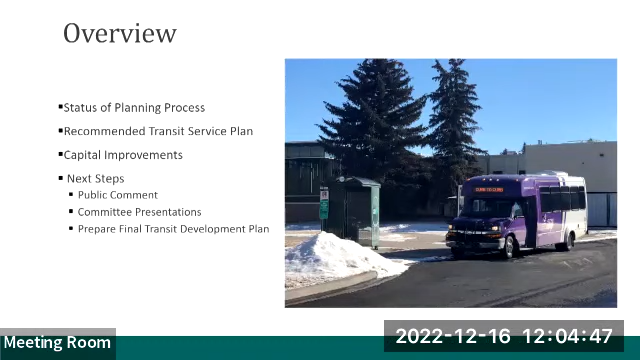 Overview
▪Status of Planning Process
▪Recommended Transit Service Plan
▪Capital Improvements
▪ Next Steps
▪ Public Comment
▪ Committee Presentations
▪ Prepare Final Transit Development Plan
Meeting Room
2022-12-16 12:04:47